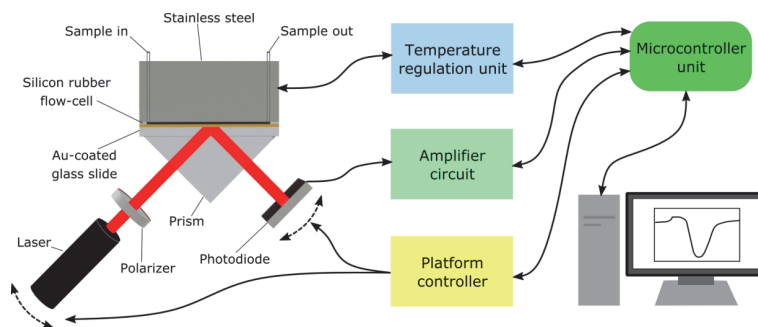 Sample in
Stainless steel
Sample out
Silicon rubber
flow-cell
Au-coated
glass slide
Prism
Laser
Polarizer
Photodiode
Temperature
regulation unit
Amplifier
circuit
Platform
controller
Microcontroller
unit